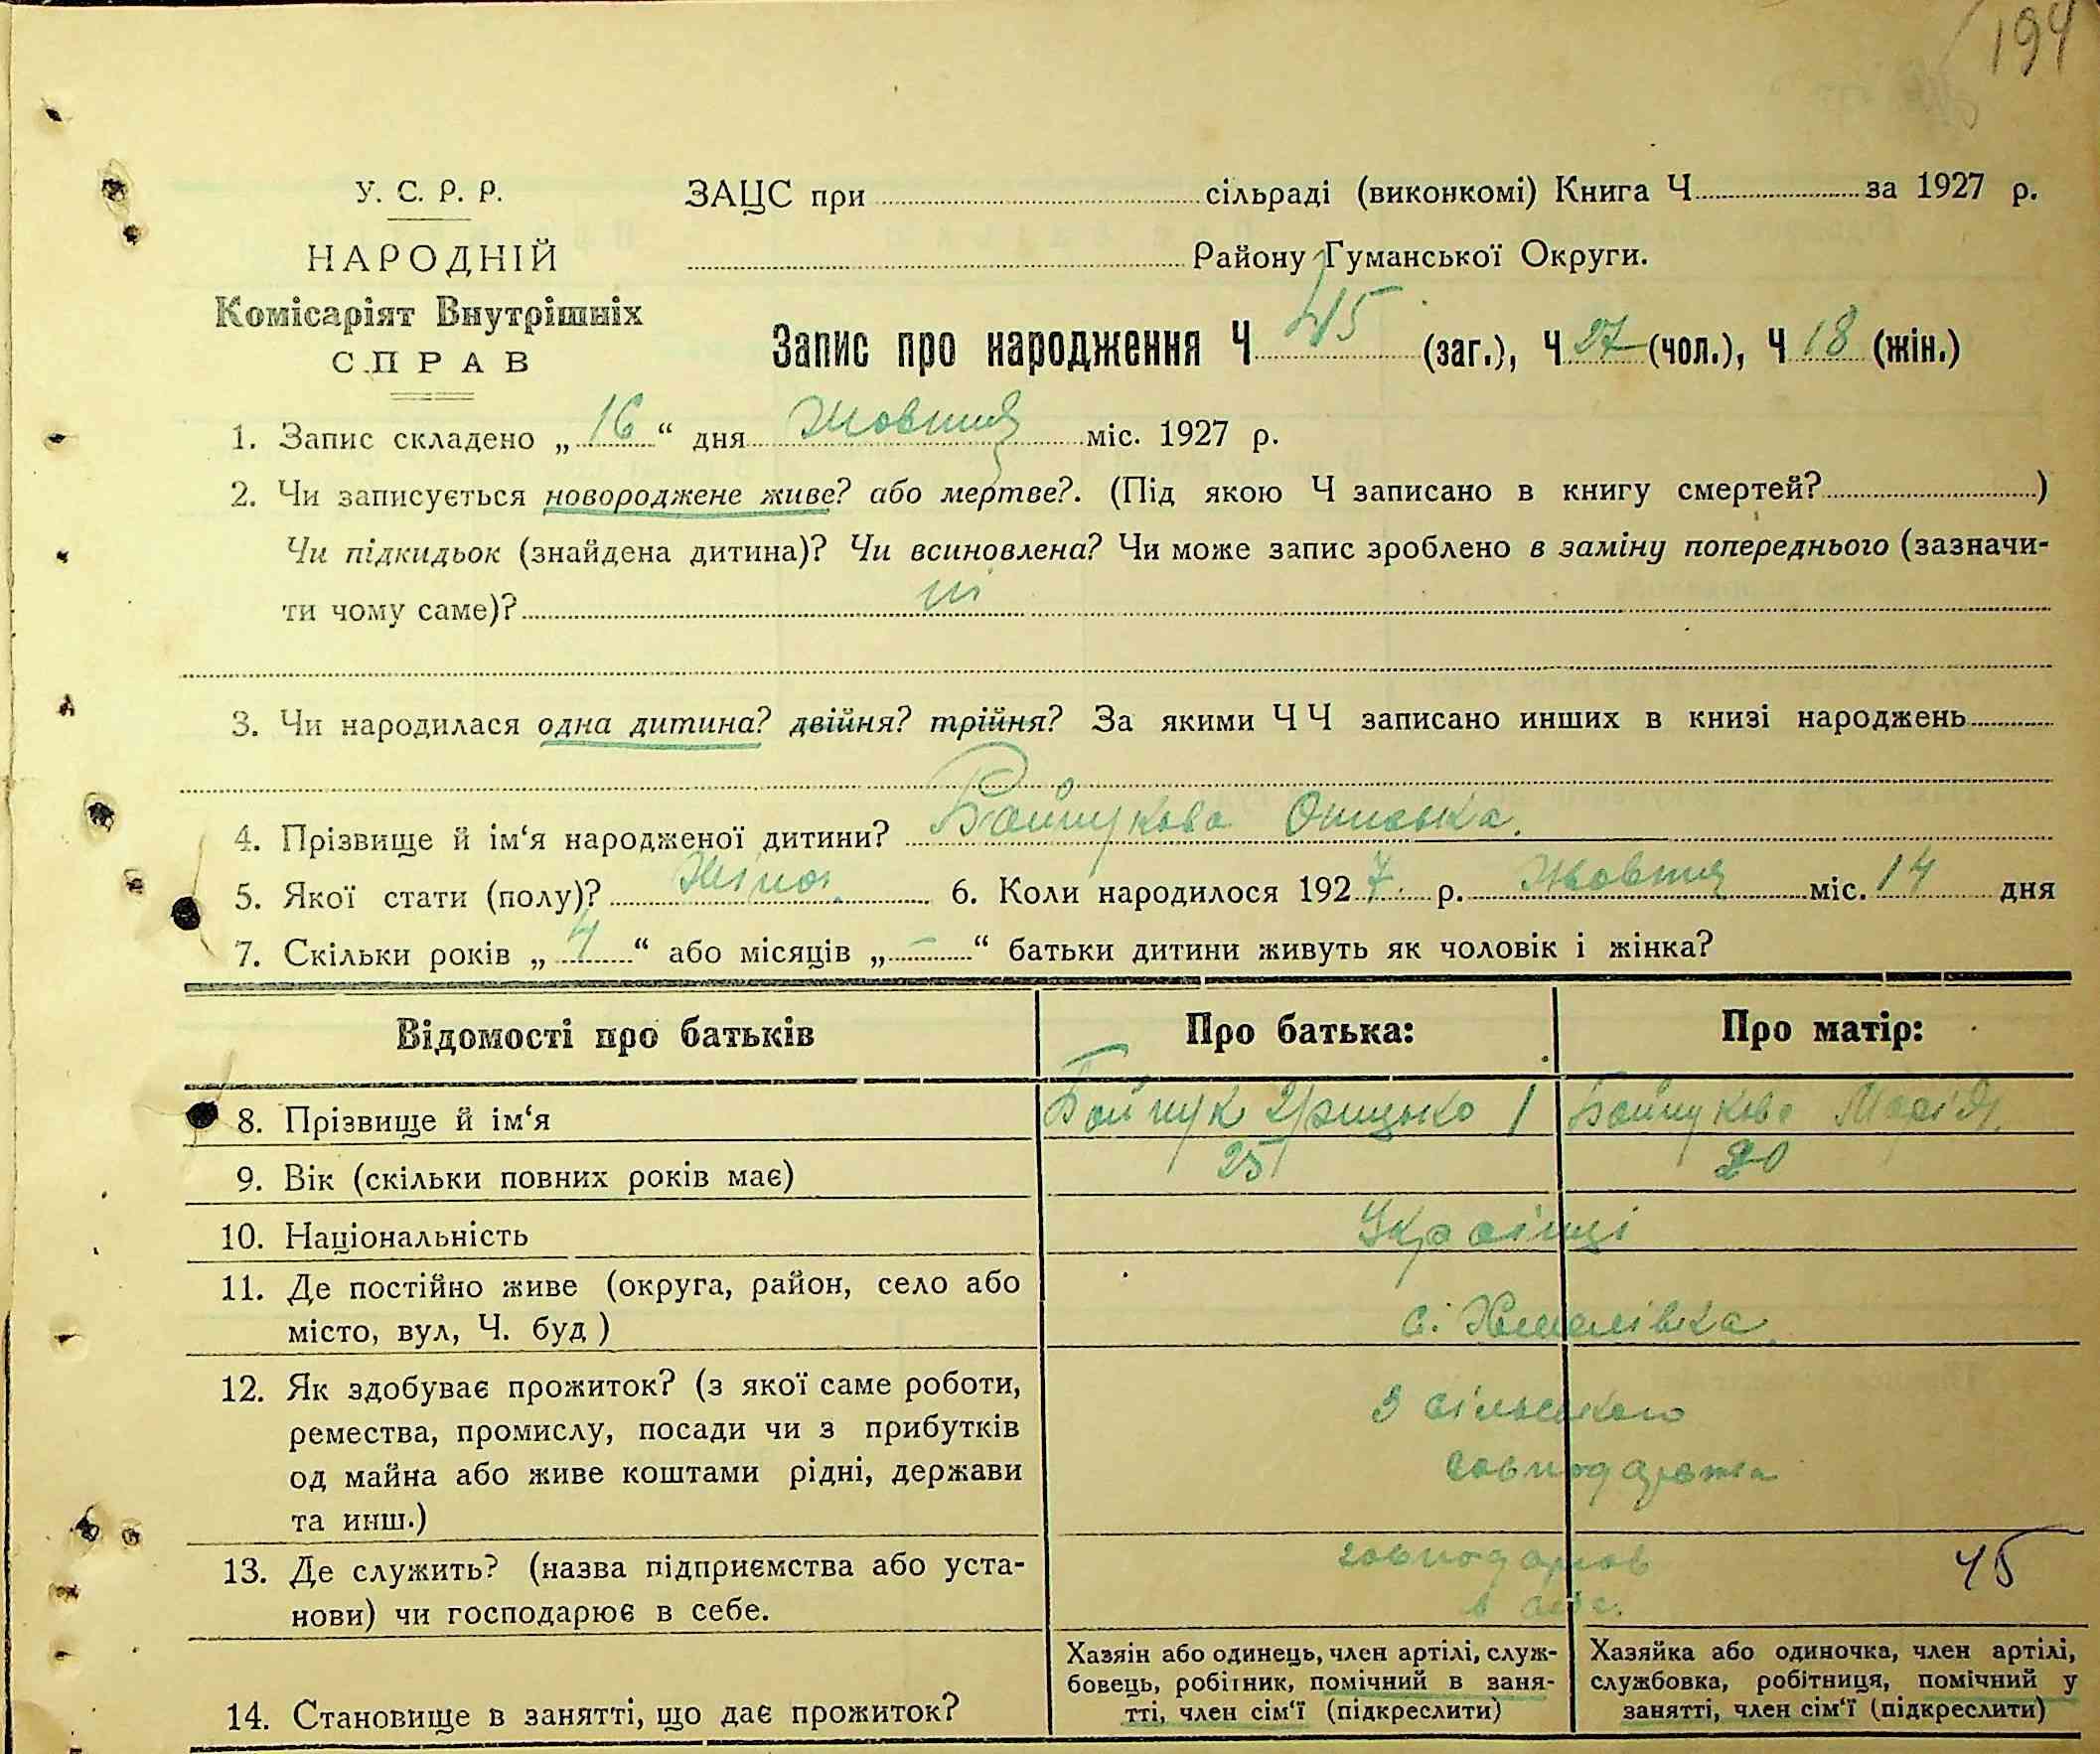 194
У. С. Р. Р.
НАРОДНІЙ
Комісаріят Внутрішніх
СПРАВ
ЗАЦС при сільраді (виконкомі) Книга Ч за 1927 р.
Району Гуманської Округи.
Запис про народження Ч 45 (заг.), Ч 27 (чол.), Ч 18 (жін.)
1. Запис складено „16“ дня Жовтня міс. 1927 р.
2. Чи записується новороджене живе? або мертве?. (Під якою Ч записано в книгу смертей? )
Чи підкидьок (знайдена дитина)? Чи всиновлена? Чи може запис зроблено в заміну попереднього (зазначи-
ти чому саме)? ні
3. Чи народилася одна дитина? двійня? трійня? За якими ЧЧ записано инших в книзі народжень
4. Прізвище й ім‘я народженої дитини? Бойчукова
5. Якої стати (полу)? Жіноч. 6. Коли народилося 1927 р. Жовтня міс. 14 дня
7. Скільки років „4“ або місяців „–“ батьки дитини живуть як чоловік і жінка?
Відомості про батьків Про батька: Про матір:
8. Прізвище й ім‘я Бойчук Грицько Бойчукова Марія
9. Вік (скільки повних років має) 25 20
10. Національність Українці
11. Де постійно живе (округа, район, село або
місто, вул, Ч. буд) с. Хмелівка
12. Як здобуває прожиток? (з якої саме роботи,
ремества, промислу, посади чи з прибутків
од майна або живе коштами рідні, держави
та инш.)
З сільського
13. Де служить? (назва підприємства або уста-
нови) чи господарює в себе.
в себе.
45
14. Становище в занятті, що дає прожиток?
Хазяін або одинець, член артілі, служ-
бовець, робітник, помічний в заня-
тті, член сім‘ї (підкреслити)
Хазяйка або одиночка, член артілі,
службовка, робітниця, помічний у
занятті, член сім‘ї (підкреслити)